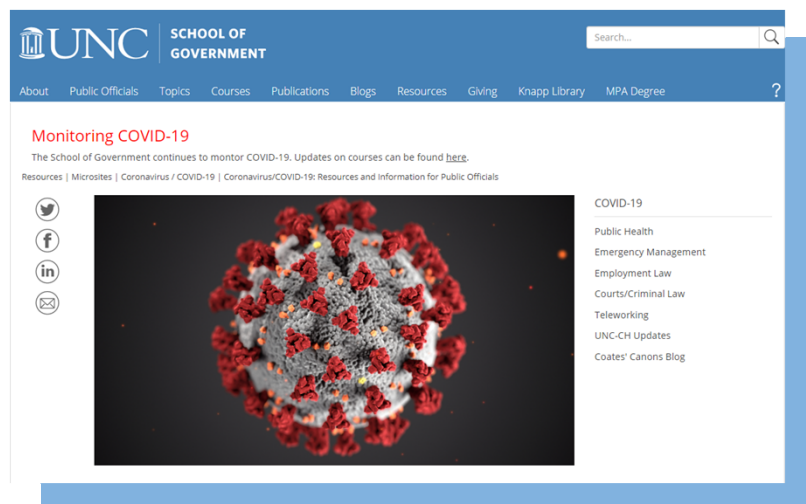 UNC
SCHOOL OF
GOVERNMENT
Search...
About Public Officials Topics Courses Publications Blogs Resources Giving Knapp Library MPA Degree ?
Monitoring COVID-19
The School of Government continues to montor COVID-19. Updates on courses can be found here.
Resources | Microsites | Coronavirus / COVID-19 | Coronavirus/COVID-19: Resources and Information for Public Officials
COVID-19
Public Health
Emergency Management
Employment Law
Courts/Criminal Law
Teleworking
UNC-CH Updates
Coates' Canons Blog